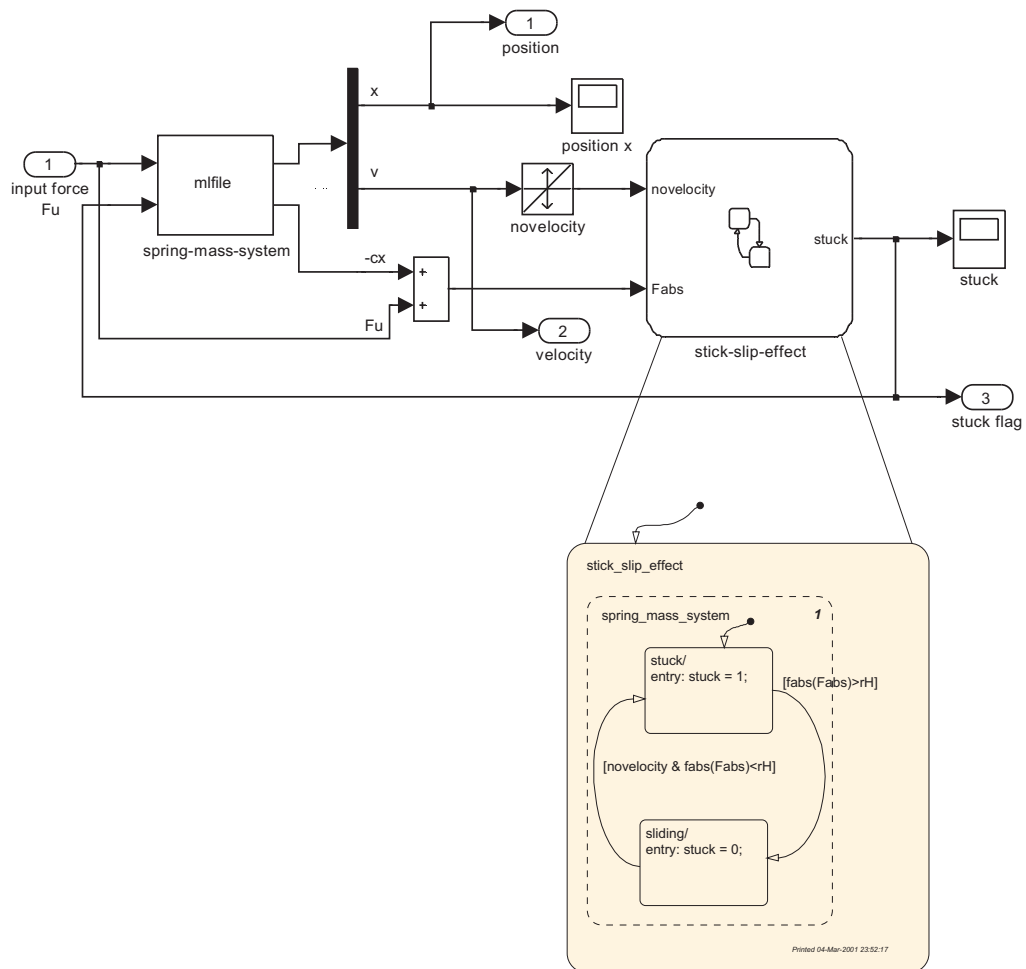 1
position
x
position x
1
input force
Fu
mlfile
spring-mass-system
v
novelocity
novelocity
stuck
Fabs
stick-slip-effect
stuck
-cx
+
+
Fu
2
velocity
3
stuck flag
stick_slip_effect
spring_mass_system
1
stuck/
entry: stuck = 1;
[fabs(Fabs)>rH]
[novelocity & fabs(Fabs)<rH]
sliding/
entry: stuck = 0;
Printed 04-Mar-2001 23:52:17